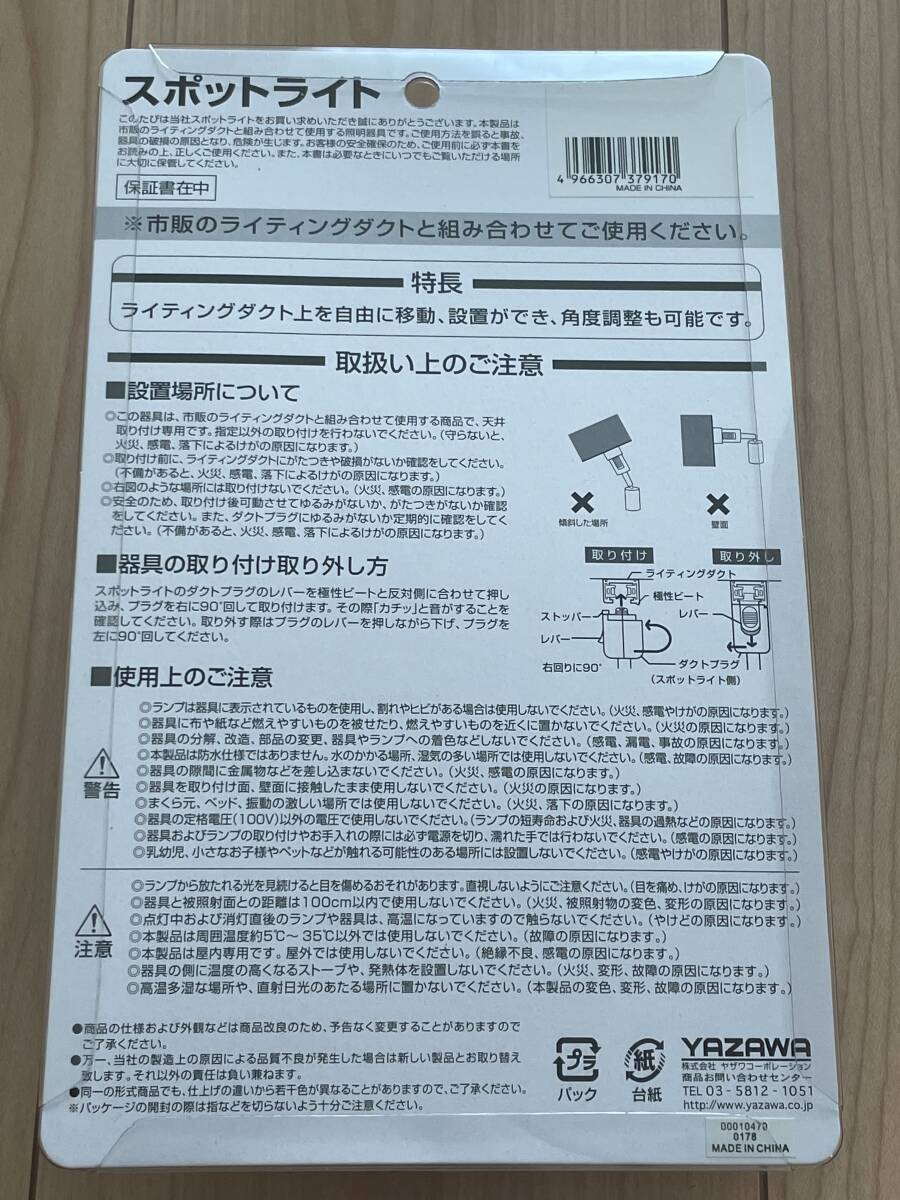 スポットライト
このたびは当社スポットライトをお買い求めいただき誠にありがとうございます。本製品は
市販のライティングダクトと組み合わせて使用する照明器具です。ご使用方法を誤ると事故、
器具の破損の原因となり、危険が生じます。お客様の安全確保のため、ご使用前に必ず本書を
お読みの上、正しくご使用ください。また、本書は必要なときにいつでもご覧いただける場所
に大切に保管してください。
保証書在中
4 966307 379170
MADE IN CHINA
※市販のライティングダクトと組み合わせてご使用ください。
特長
ライティングダクト上を自由に移動、設置ができ、角度調整も可能です。
取扱い上のご注意
■設置場所について
◎この器具は、市販のライティングダクトと組み合わせて使用する商品で、天井
取り付け専用です。指定以外の取り付けを行わないでください。（守らないと、
火災、感電、落下によるけがの原因になります。）
◎取り付け前に、ライティングダクトにがたつきや破損がないか確認をしてください。
（不備があると、火災、感電、落下によるけがの原因になります。）
◎右図のような場所には取り付けないでください。（火災、感電の原因になります。）
◎安全のため、取り付け後可動させてゆるみがないか、がたつきがないか確認
をしてください。また、ダクトプラグにゆるみがないか定期的に確認をしてく
ださい。（不備があると、火災、感電、落下によるけがの原因になります。）
傾斜した場所
壁面
■器具の取り付け取り外し方
スポットライトのダクトプラグのレバーを極性ビートと反対側に合わせて押し
込み、プラグを右に90°回して取り付けます。その際「カチッ」と音がすることを
確認してください。取り外す際はプラグのレバーを押しながら下げ、プラグを
左に90°回してください。
取り付け
取り外し
ライティングダクト
極性ビート
ストッパー
レバー
レバー
右回りに90°
ダクトプラグ
（スポットライト側）
■使用上のご注意
警告
◎ランプは器具に表示されているものを使用し、割れやヒビがある場合は使用しないでください。（火災、感電やけがの原因になります。）
◎器具に布や紙など燃えやすいものを被せたり、燃えやすいものを近くに置かないでください。（火災の原因になります。）
◎器具の分解、改造、部品の変更、器具やランプへの着色などしないでください。（感電、漏電、事故の原因になります。）
◎本製品は防水仕様ではありません。水のかかる場所、湿気の多い場所では使用しないでください。（感電、故障の原因になります。）
◎器具の隙間に金属物などを差し込まないでください。（火災、感電の原因になります。）
◎器具を取り付け面、壁面に接触したまま使用しないでください。（火災の原因になります。）
◎まくら元、ベッド、振動の激しい場所では使用しないでください。（火災、落下の原因になります。）
◎器具の定格電圧（100V）以外の電圧で使用しないでください。（ランプの短寿命および火災、器具の過熱などの原因になります。）
◎器具およびランプの取り付けやお手入れの際には必ず電源を切り、濡れた手では行わないでください。（感電の原因になります。）
◎乳幼児、小さなお子様やペットなどが触れる可能性のある場所には設置しないでください。（感電やけがの原因になります。）
注意
◎ランプから放たれる光を見続けると目を傷めるおそれがあります。直視しないようにご注意ください。（目を痛め、けがの原因になります。）
◎器具と被照射面との距離は100cm以内で使用しないでください。（火災、被照射物の変色、変形の原因になります。）
◎点灯中および消灯直後のランプや器具は、高温になっていますので触らないでください。（やけどの原因になります。）
◎本製品は周囲温度約5℃〜35℃以外では使用しないでください。（故障の原因になります。）
◎本製品は屋内専用です。屋外では使用しないでください。（絶縁不良、感電の原因になります。）
◎器具の側に温度の高くなるストーブや、発熱体を設置しないでください。（火災、変形、故障の原因になります。）
◎高温多湿な場所や、直射日光のあたる場所に置かないでください。（本製品の変色、変形、故障の原因になります。）
●商品の仕様および外観などは商品改良のため、予告なく変更することがありますので
ご了承ください。
●万一、当社の製造上の原因による品質不良が発生した場合は新しい製品とお取り替え
致します。それ以外の責任は負い兼ねます。
●同一の形式商品でも、仕上げの違いから若干色が異なることがありますので、ご了承ください。
※パッケージの開封の際は指などを切らないよう十分ご注意ください。
プラ
パック
紙
台紙
YAZAWA
株式会社 ヤザワコーポレーション
商品お問い合わせセンター
TEL 03-5812-1051
http://www.yazawa.co.jp
00010470
0178
MADE IN CHINA